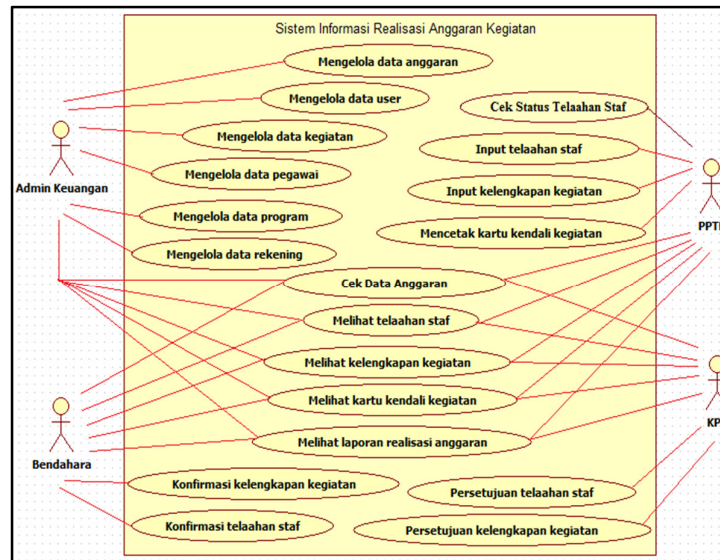 Sistem Informasi Realisasi Anggaran Kegiatan
Mengelola data anggaran
Mengelola data user
Cek Status Telaahan Staf
Mengelola data kegiatan
Input telaahan staf
Mengelola data pegawai
Admin Keuangan
Input kelengkapan kegiatan
Mengelola data program
Mencetak kartu kendali kegiatan
Mengelola data rekening
Cek Data Anggaran
Melihat telaahan staf
Melihat kelengkapan kegiatan
Melihat kartu kendali kegiatan
KP
Melihat laporan realisasi anggaran
Bendahara
Konfirmasi kelengkapan kegiatan
Persetujuan telaahan staf
Konfirmasi telaahan staf
Persetujuan kelengkapan kegiatan